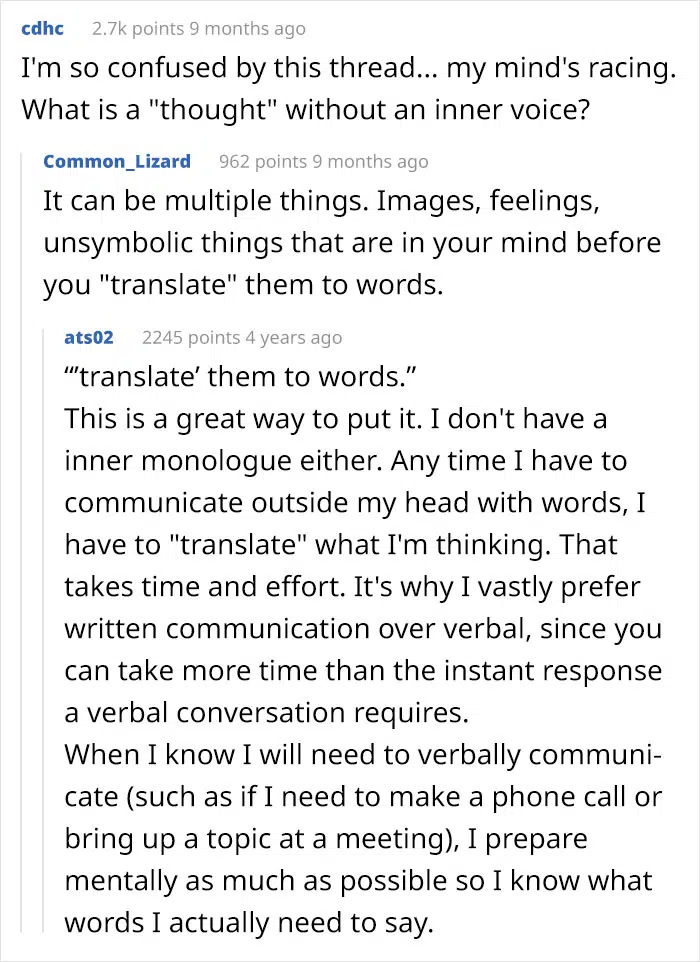 cdhc 2.7k points 9 months ago
I'm so confused by this thread... my mind's racing.
What is a "thought" without an inner voice?
Common_Lizard 962 points 9 months ago
It can be multiple things. Images, feelings,
unsymbolic things that are in your mind before
you "translate" them to words.
ats02 2245 points 4 years ago
“‘translate’ them to words.”
This is a great way to put it. I don't have a
inner monologue either. Any time I have to
communicate outside my head with words, I
have to "translate" what I'm thinking. That
takes time and effort. It's why I vastly prefer
written communication over verbal, since you
can take more time than the instant response
a verbal conversation requires.
When I know I will need to verbally communi-
cate (such as if I need to make a phone call or
bring up a topic at a meeting), I prepare
mentally as much as possible so I know what
words I actually need to say.